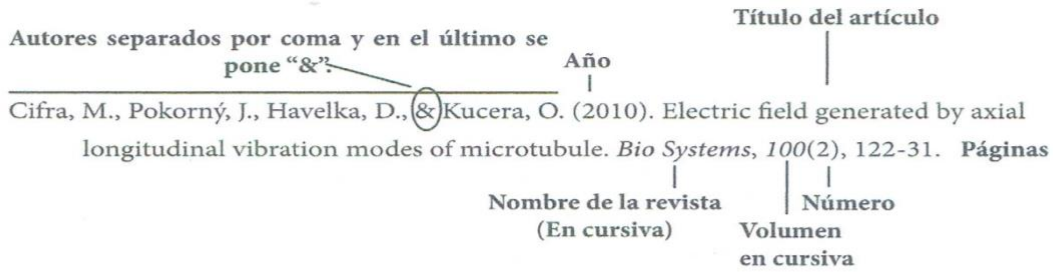 Título del artículo
Autores separados por coma y en el último se
pone “&”.
Año
Cifra, M., Pokorný, J., Havelka, D., & Kucera, O. (2010). Electric field generated by axial
longitudinal vibration modes of microtubule. Bio Systems, 100(2), 122-31. Páginas
Nombre de la revista
(En cursiva)
Número
Volumen
en cursiva